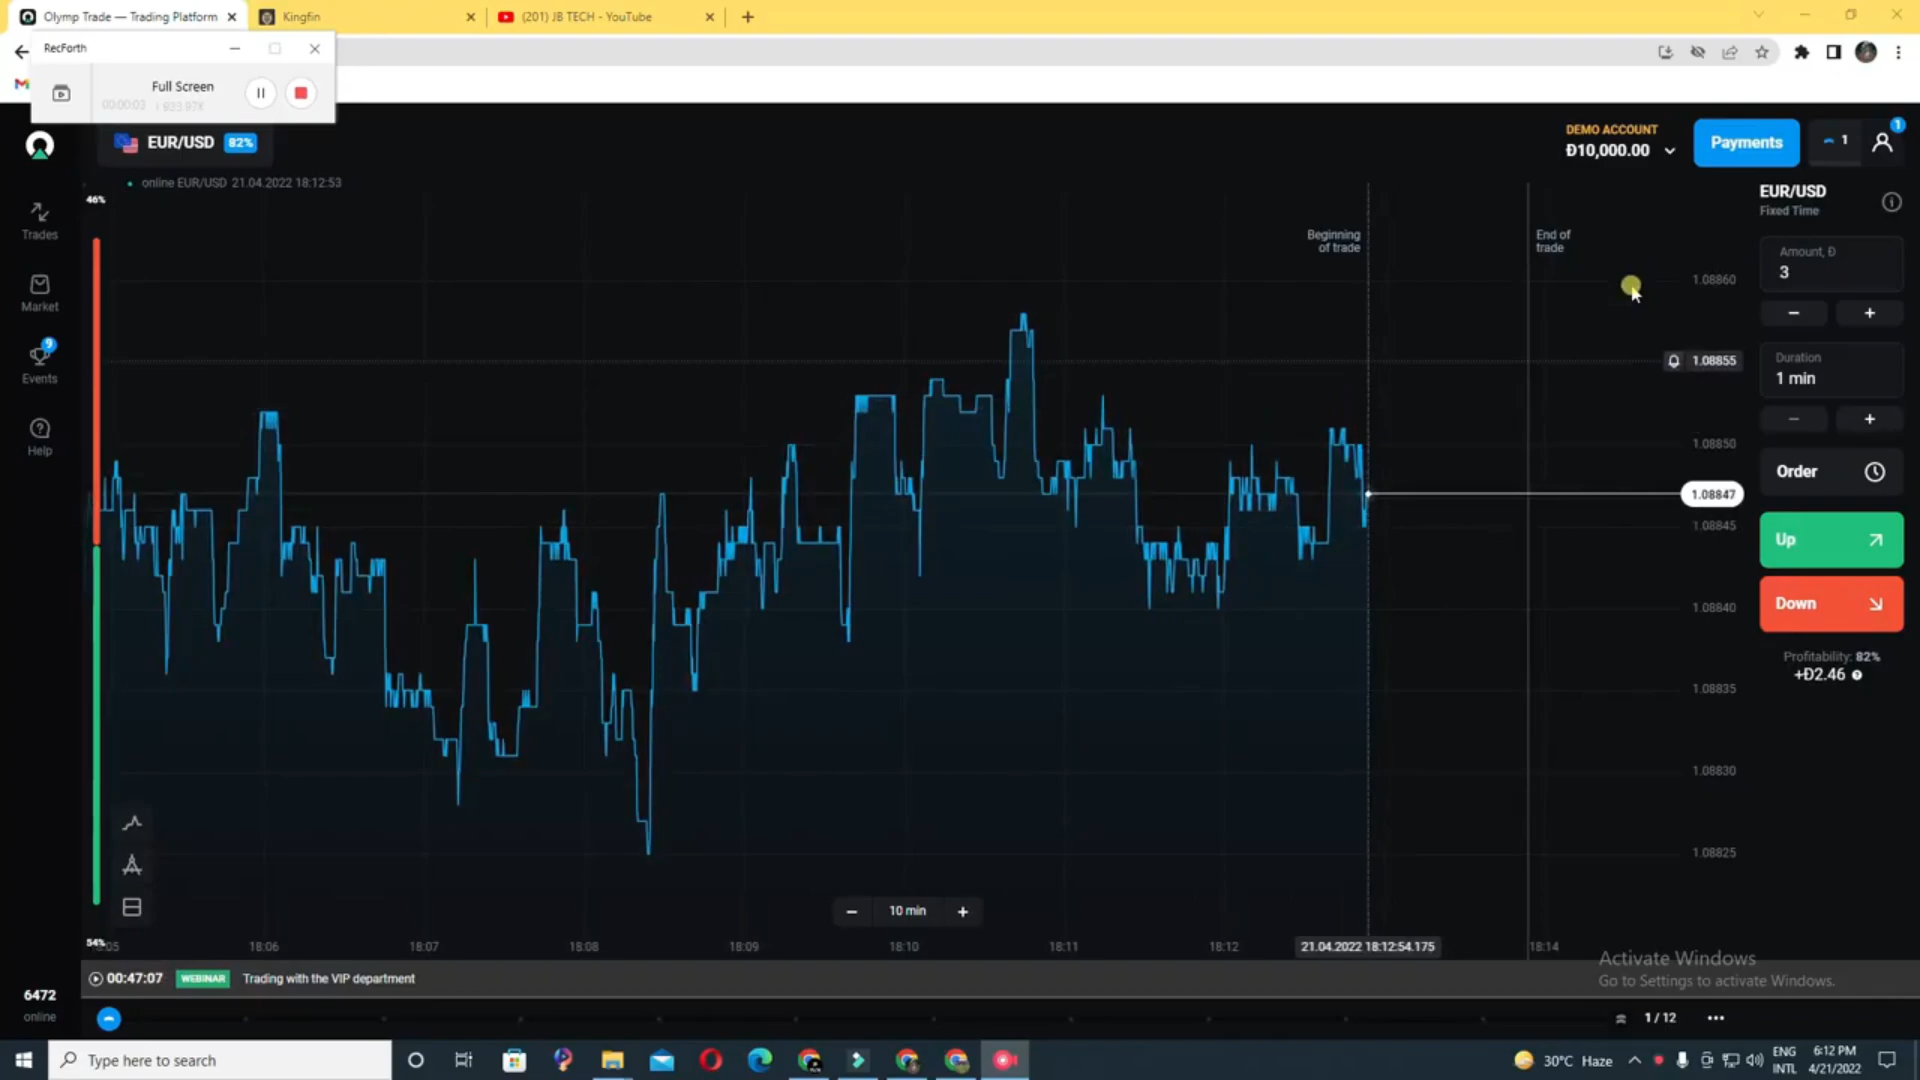 Olymp Trade — Trading Platform
Kingfin
(201) JB TECH - YouTube
RecForth
Full Screen
00:00:03
EUR/USD 82%
DEMO ACCOUNT
Đ10,000.00
Payments
1
1
online EUR/USD 21.04.2022 18:12:53
46%
Trades
Market
9
Events
Help
Beginning
of trade
End of
trade
1.08860
1.08855
1.08850
1.08847
1.08845
1.08840
1.08835
1.08830
1.08825
EUR/USD
Fixed Time
Amount, Đ
3
Duration
1 min
Order
Up
Down
Profitability: 82%
+Đ2.46
10 min
54%
18:06
18:07
18:08
18:09
18:10
18:11
18:12
21.04.2022 18:12:54.175
18:14
Activate Windows
Go to Settings to activate Windows.
00:47:07 WEBINAR Trading with the VIP department
6472
online
1 / 12
Type here to search
30°C Haze
ENG
INTL
6:12 PM
4/21/2022